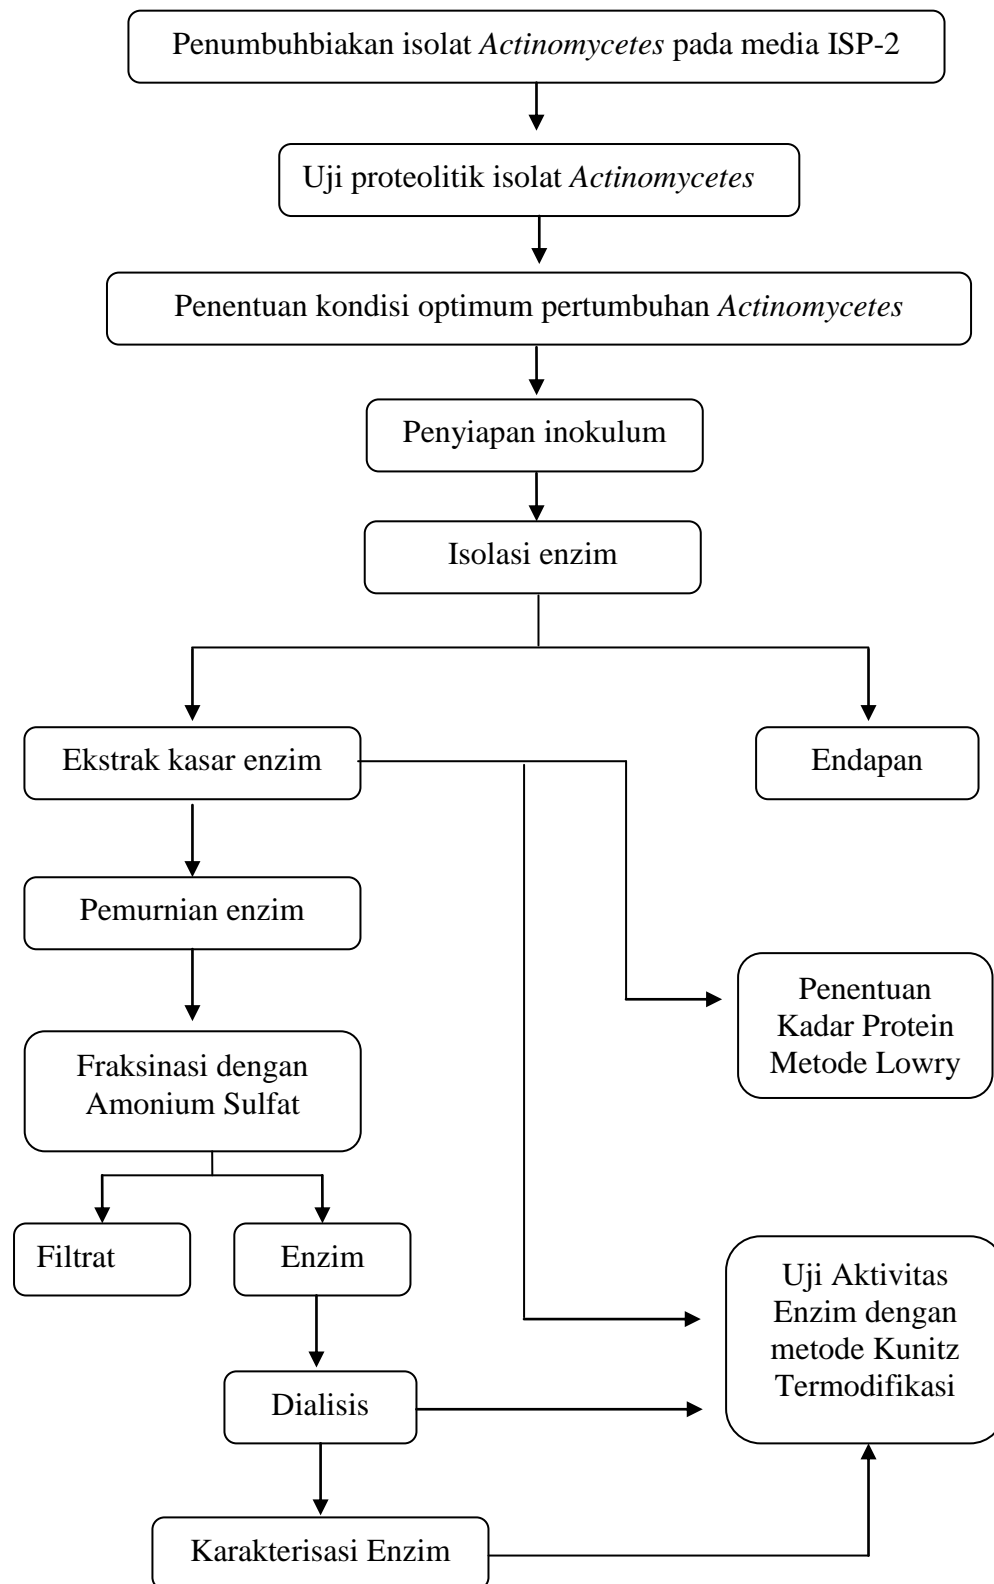 Penumbuhbiakan isolat Actinomycetes pada media ISP-2
Uji proteolitik isolat Actinomycetes
Penentuan kondisi optimum pertumbuhan Actinomycetes
Penyiapan inokulum
Isolasi enzim
Ekstrak kasar enzim
Endapan
Pemurnian enzim
Penentuan
Kadar Protein
Metode Lowry
Fraksinasi dengan
Amonium Sulfat
Filtrat
Enzim
Uji Aktivitas
Enzim dengan
metode Kunitz
Termodifikasi
Dialisis
Karakterisasi Enzim